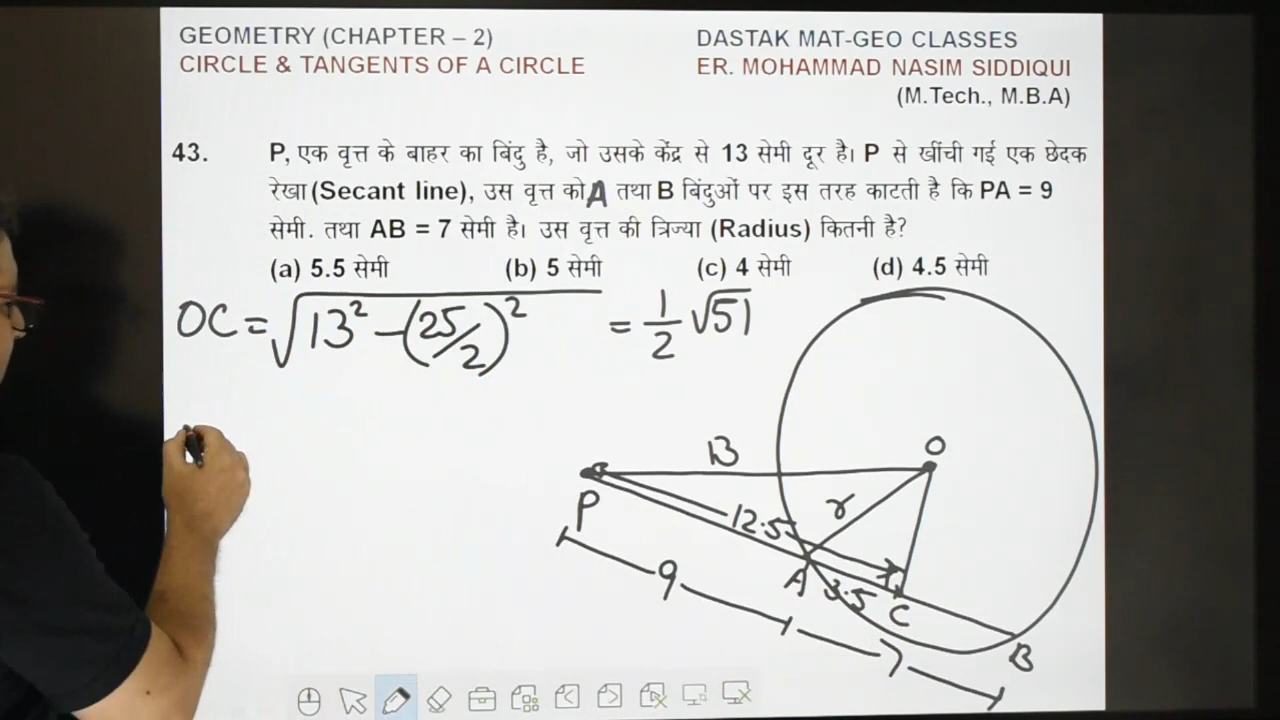 GEOMETRY (CHAPTER – 2)
DASTAK MAT-GEO CLASSES
CIRCLE & TANGENTS OF A CIRCLE
ER. MOHAMMAD NASIM SIDDIQUI
(M.Tech., M.B.A)
43. P, एक वृत्त के बाहर का बिंदु है, जो उसके केंद्र से 13 सेमी दूर है। P से खींची गई एक छेदक
रेखा (Secant line), उस वृत्त को A तथा B बिंदुओं पर इस तरह काटती है कि PA = 9
सेमी. तथा AB = 7 सेमी है। उस वृत्त की त्रिज्या (Radius) कितनी है?
(a) 5.5 सेमी (b) 5 सेमी (c) 4 सेमी (d) 4.5 सेमी
OC = √13² – (25/2)² = 1/2 √51
O
13
P
r
12.5
A
3.5
C
9
B
7